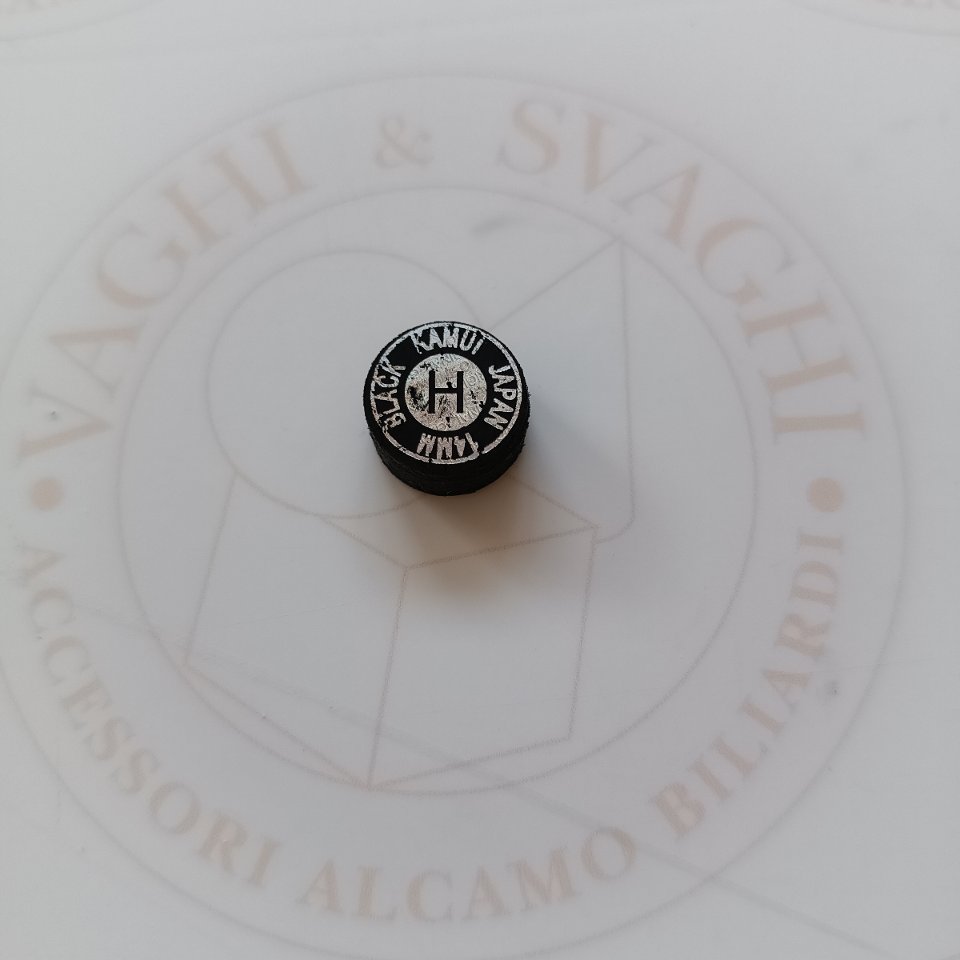 VAGHI & SVAGHI
BLACK KAMUI JAPAN 14MM
H
ACCESSORI ALCAMO BILIARDI